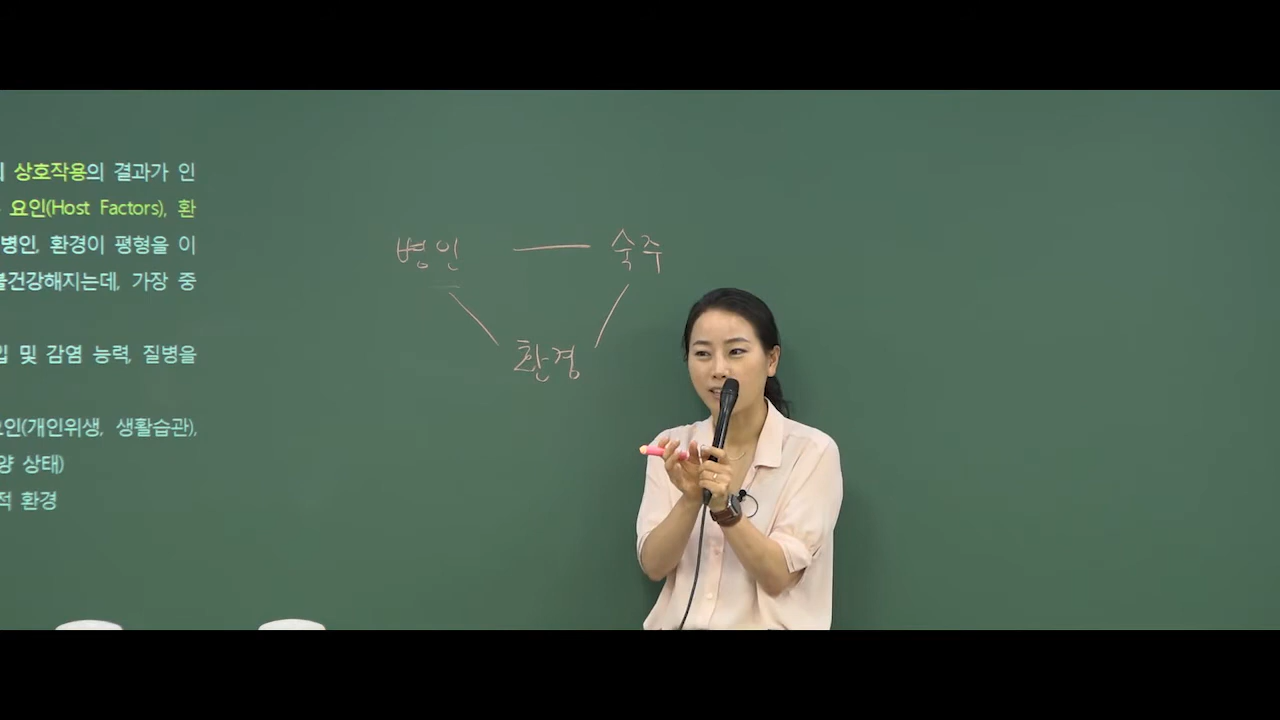 상호작용의 결과가 인
요인(Host Factors), 환
병인, 환경이 평형을 이
불건강해지는데, 가장 중
입 및 감염 능력, 질병을
요인(개인위생, 생활습관),
양 상태)
적 환경
병인 숙주
환경